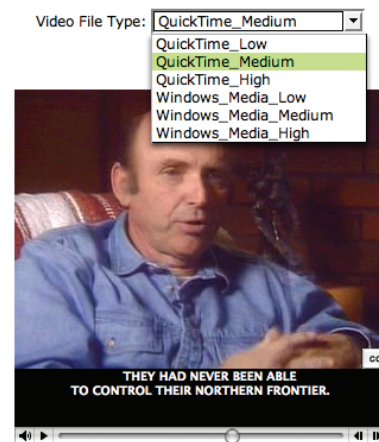 Video File Type: QuickTime_Medium
QuickTime_Low
QuickTime_Medium
QuickTime_High
Windows_Media_Low
Windows_Media_Medium
Windows_Media_High
THEY HAD NEVER BEEN ABLE
TO CONTROL THEIR NORTHERN FRONTIER.